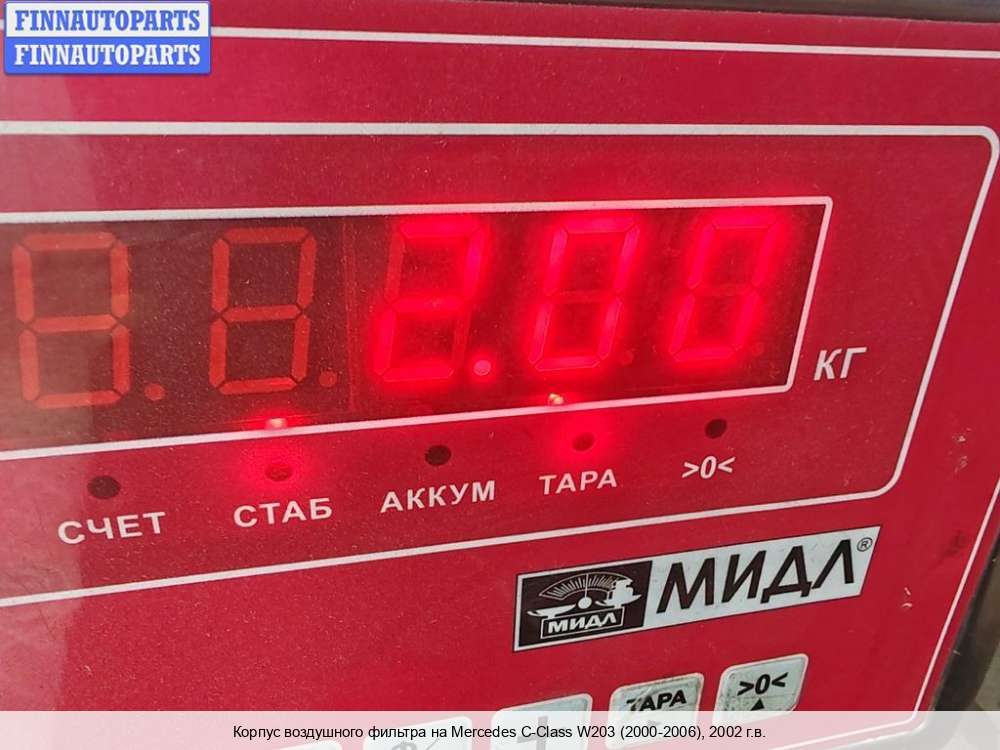 FINNAUTOPARTS
FINNAUTOPARTS
2.00
КГ
СЧЕТ
СТАБ
АККУМ
ТАРА
>0<
МИДЛ
МИДЛ®
ТАРА
>0<
Корпус воздушного фильтра на Mercedes C-Class W203 (2000-2006), 2002 г.в.